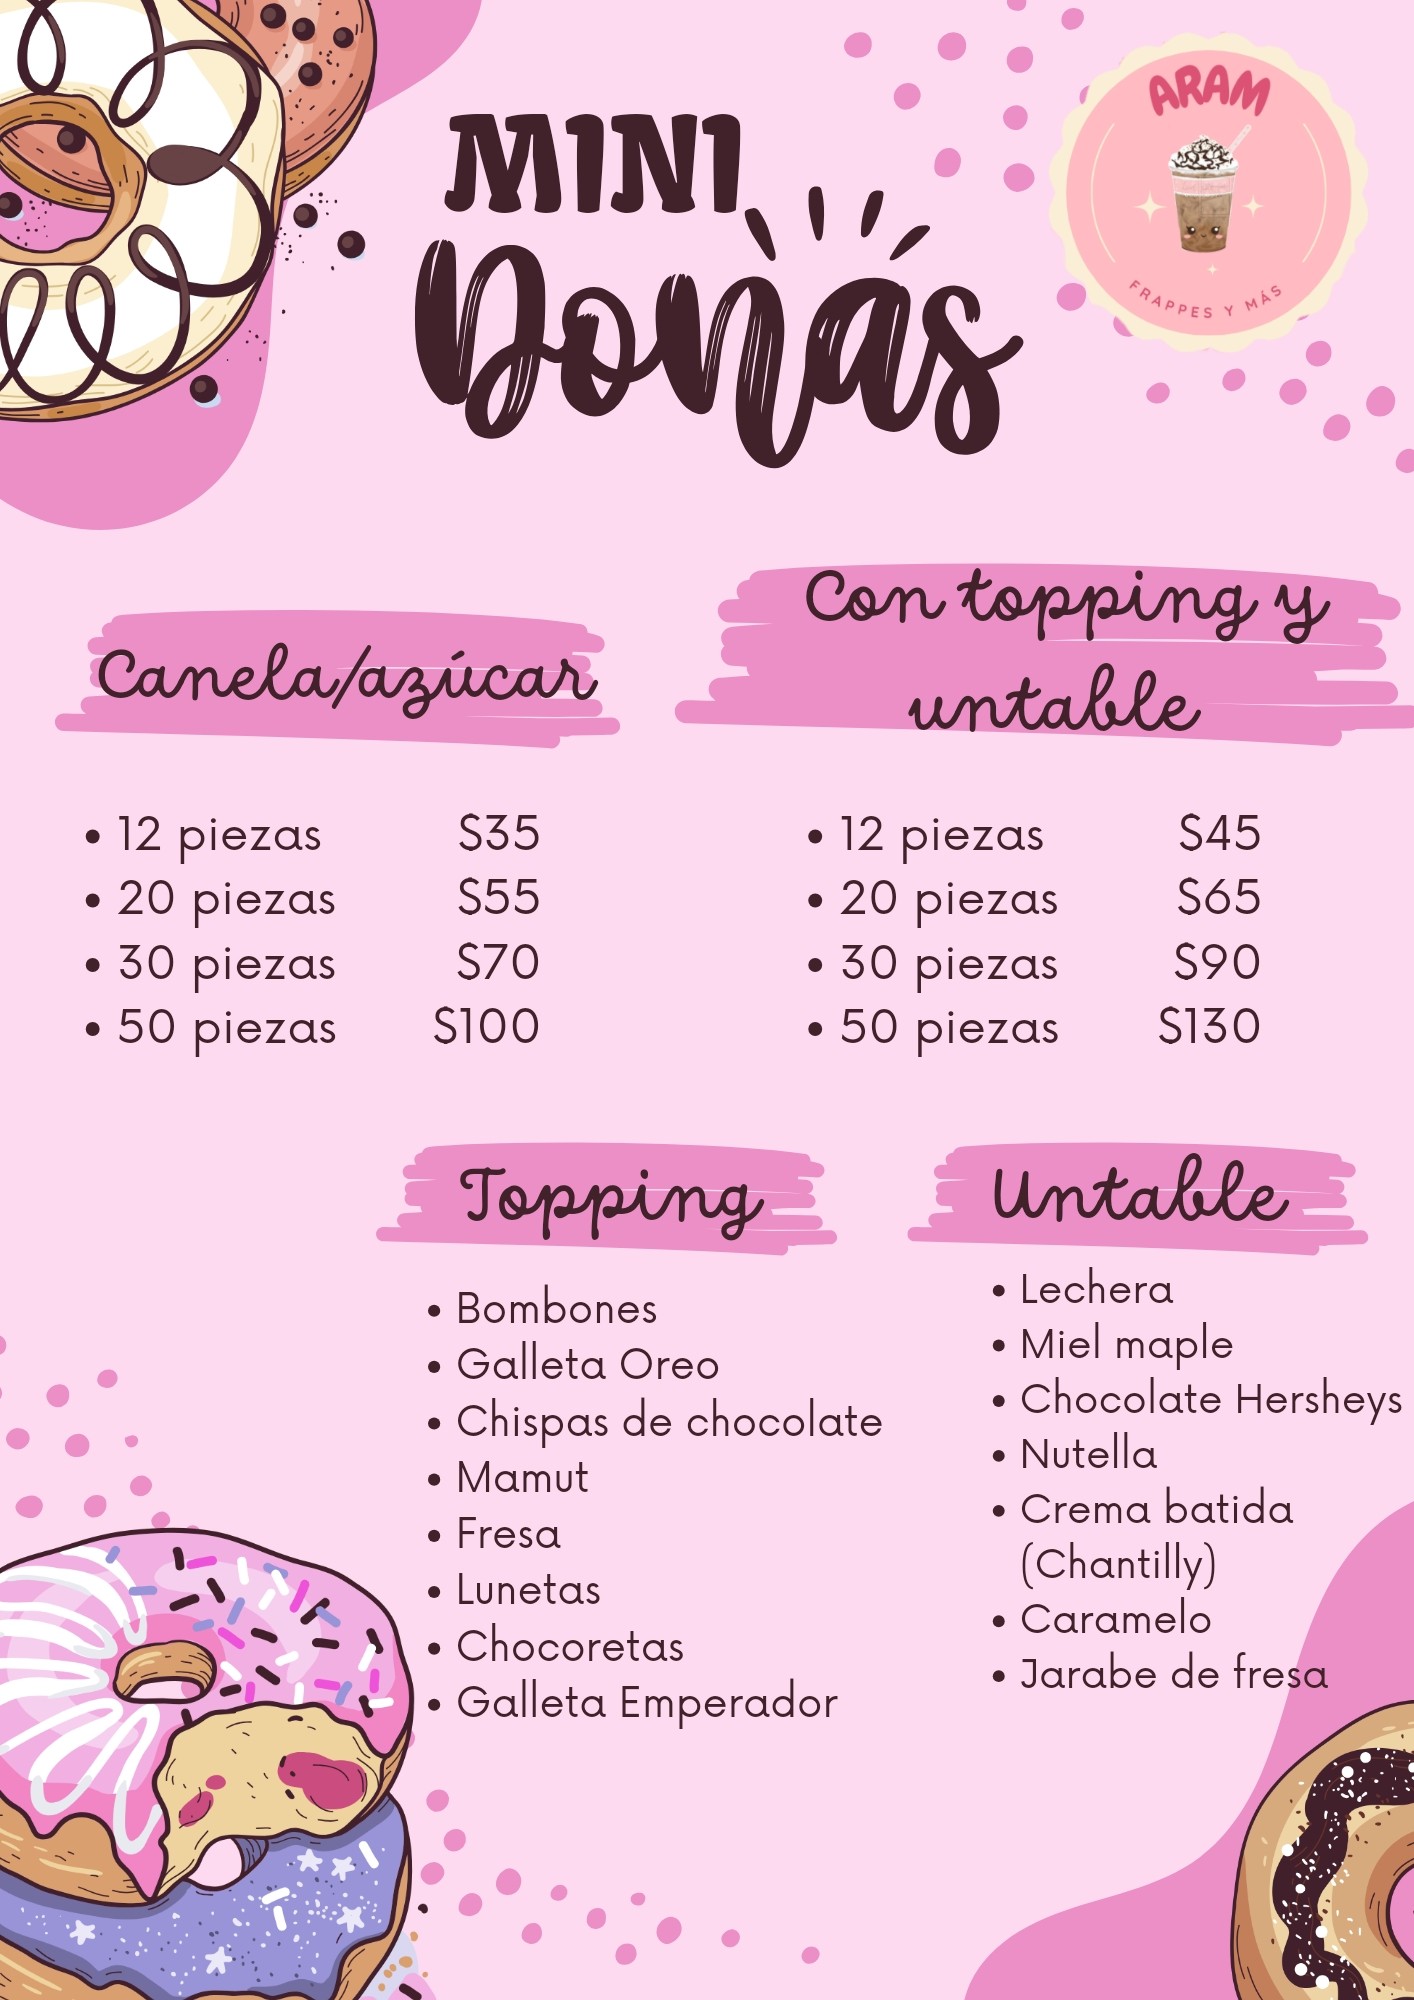 MINI
Donas
ARAM
FRAPPES Y MÁS
Canela/azúcar
• 12 piezas $35
• 20 piezas $55
• 30 piezas $70
• 50 piezas $100
Con topping y
untable
• 12 piezas $45
• 20 piezas $65
• 30 piezas $90
• 50 piezas $130
Topping
• Bombones
• Galleta Oreo
• Chispas de chocolate
• Mamut
• Fresa
• Lunetas
• Chocoretas
• Galleta Emperador
Untable
• Lechera
• Miel maple
• Chocolate Hersheys
• Nutella
• Crema batida
(Chantilly)
• Caramelo
• Jarabe de fresa